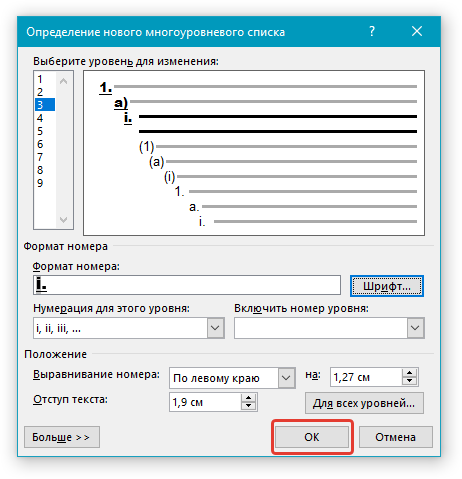 Определение нового многоуровневого списка ? ×
Выберите уровень для изменения:
1
2
3
4
5
6
7
8
9
1.
a)
i.
(1)
(a)
(i)
1.
a.
i.
Формат номера
Формат номера:
i. Шрифт...
Нумерация для этого уровня: Включить номер уровня:
i, ii, iii, ...
Положение
Выравнивание номера: По левому краю на: 1,27 см
Отступ текста: 1,9 см Для всех уровней...
Больше >> ОК Отмена